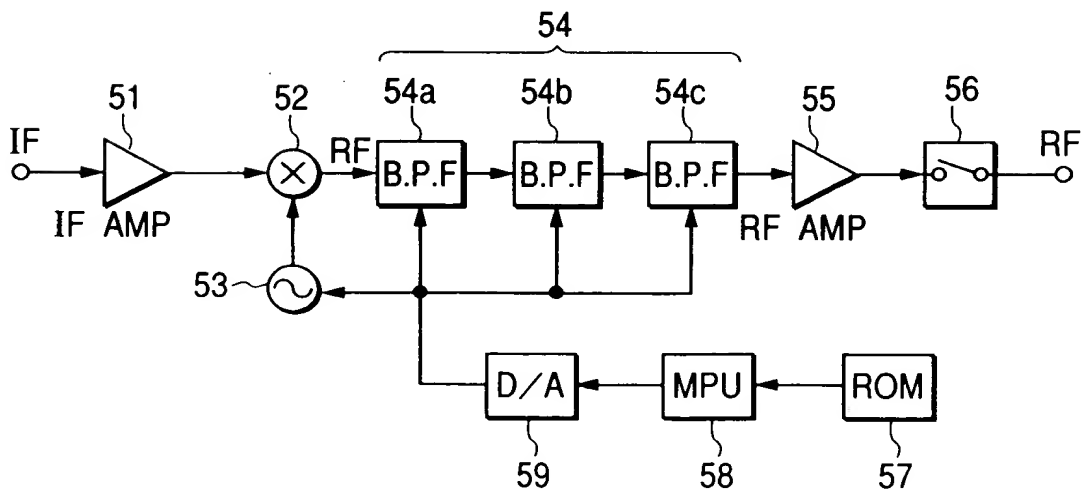 54
51
52
54a
54b
54c
55
56
IF
RF
B.P.F
B.P.F
B.P.F
RF
IF AMP
RF AMP
53
D/A
MPU
ROM
59
58
57